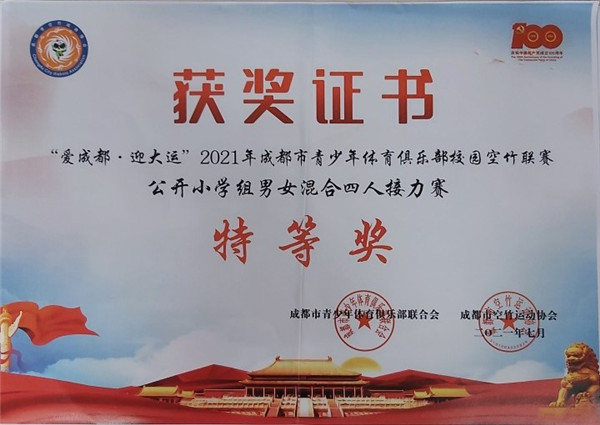 100
获奖证书
“爱成都·迎大运”2021年成都市青少年体育俱乐部校园空竹联赛
公开小学组男女混合四人接力赛
特等奖
成都市青少年体育俱乐部联合会 成都市空竹运动协会
二〇二一年七月